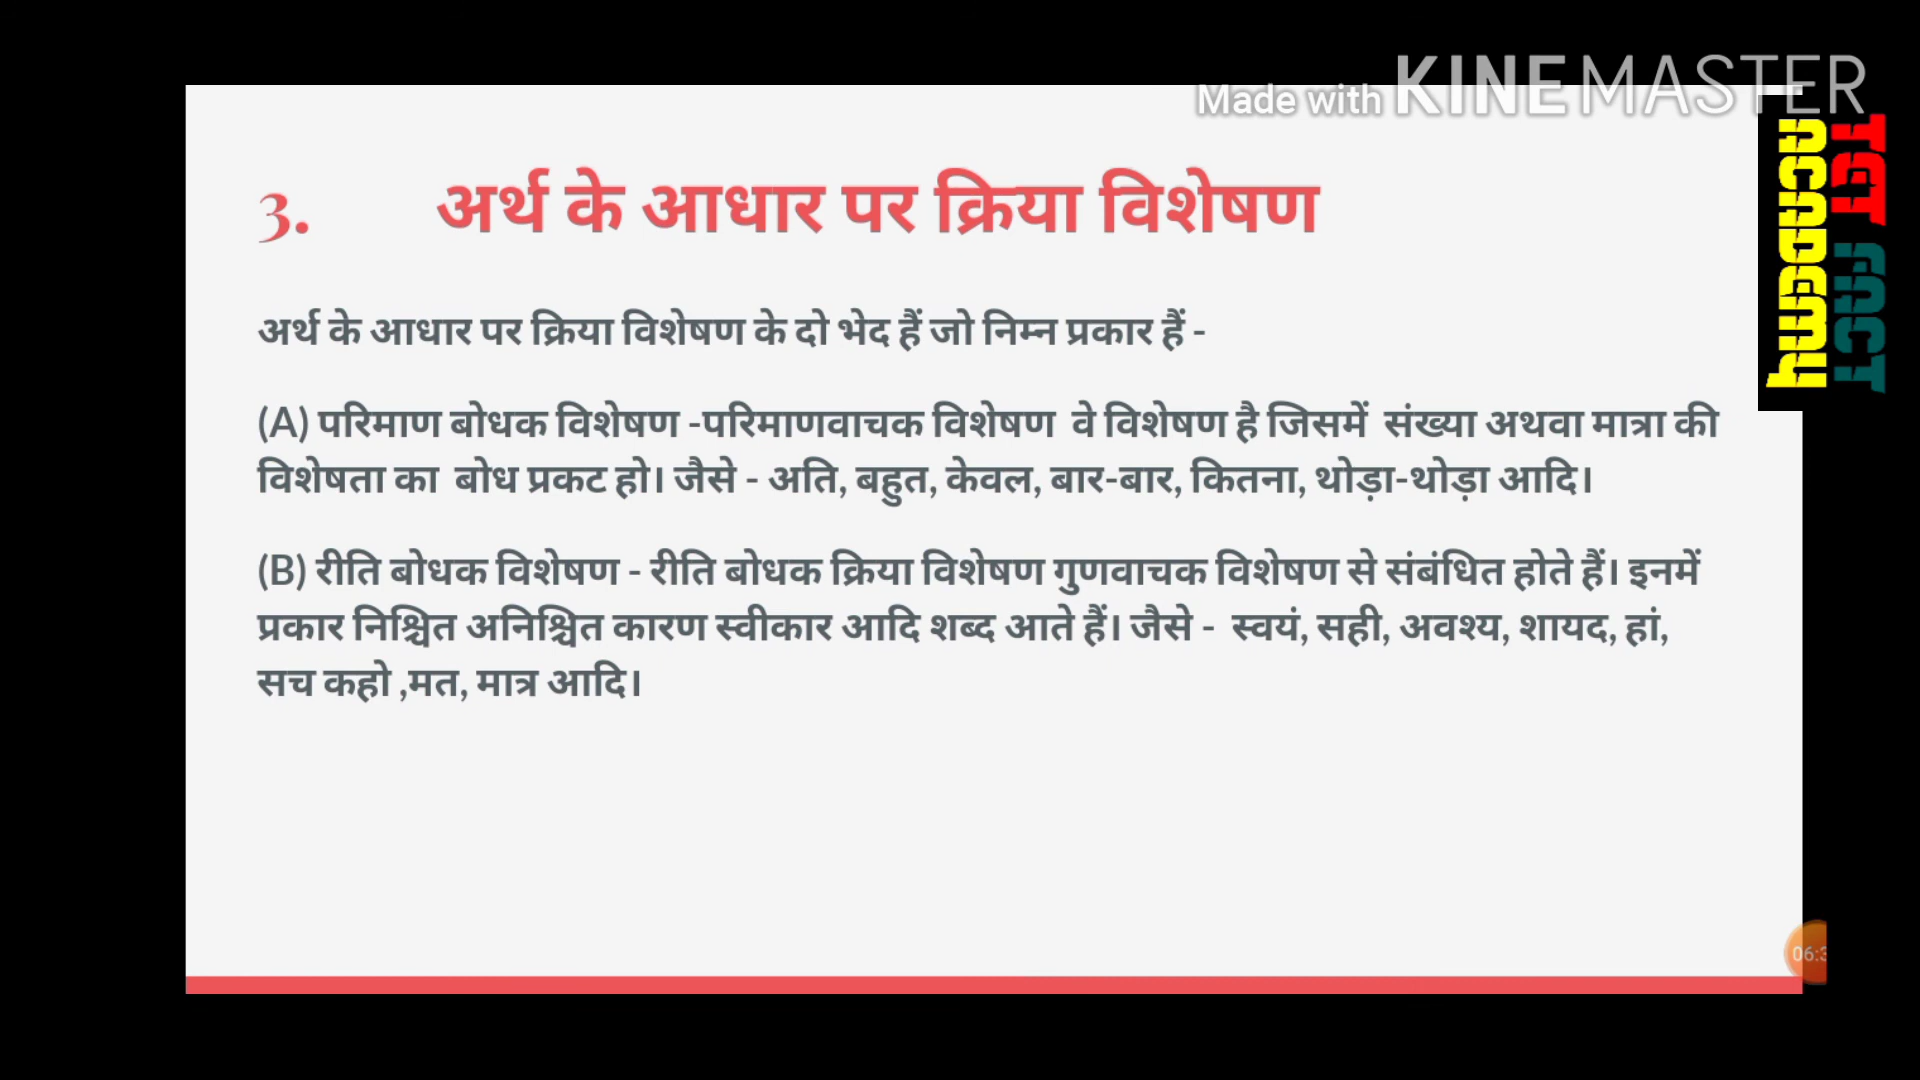 Made with KINEMASTER
TGT FACT
ACADEMY
3. अर्थ के आधार पर क्रिया विशेषण
अर्थ के आधार पर क्रिया विशेषण के दो भेद हैं जो निम्न प्रकार हैं -
(A) परिमाण बोधक विशेषण -परिमाणवाचक विशेषण वे विशेषण है जिसमें संख्या अथवा मात्रा की
विशेषता का बोध प्रकट हो। जैसे - अति, बहुत, केवल, बार-बार, कितना, थोड़ा-थोड़ा आदि।
(B) रीति बोधक विशेषण - रीति बोधक क्रिया विशेषण गुणवाचक विशेषण से संबंधित होते हैं। इनमें
प्रकार निश्चित अनिश्चित कारण स्वीकार आदि शब्द आते हैं। जैसे - स्वयं, सही, अवश्य, शायद, हां,
सच कहो ,मत, मात्र आदि।